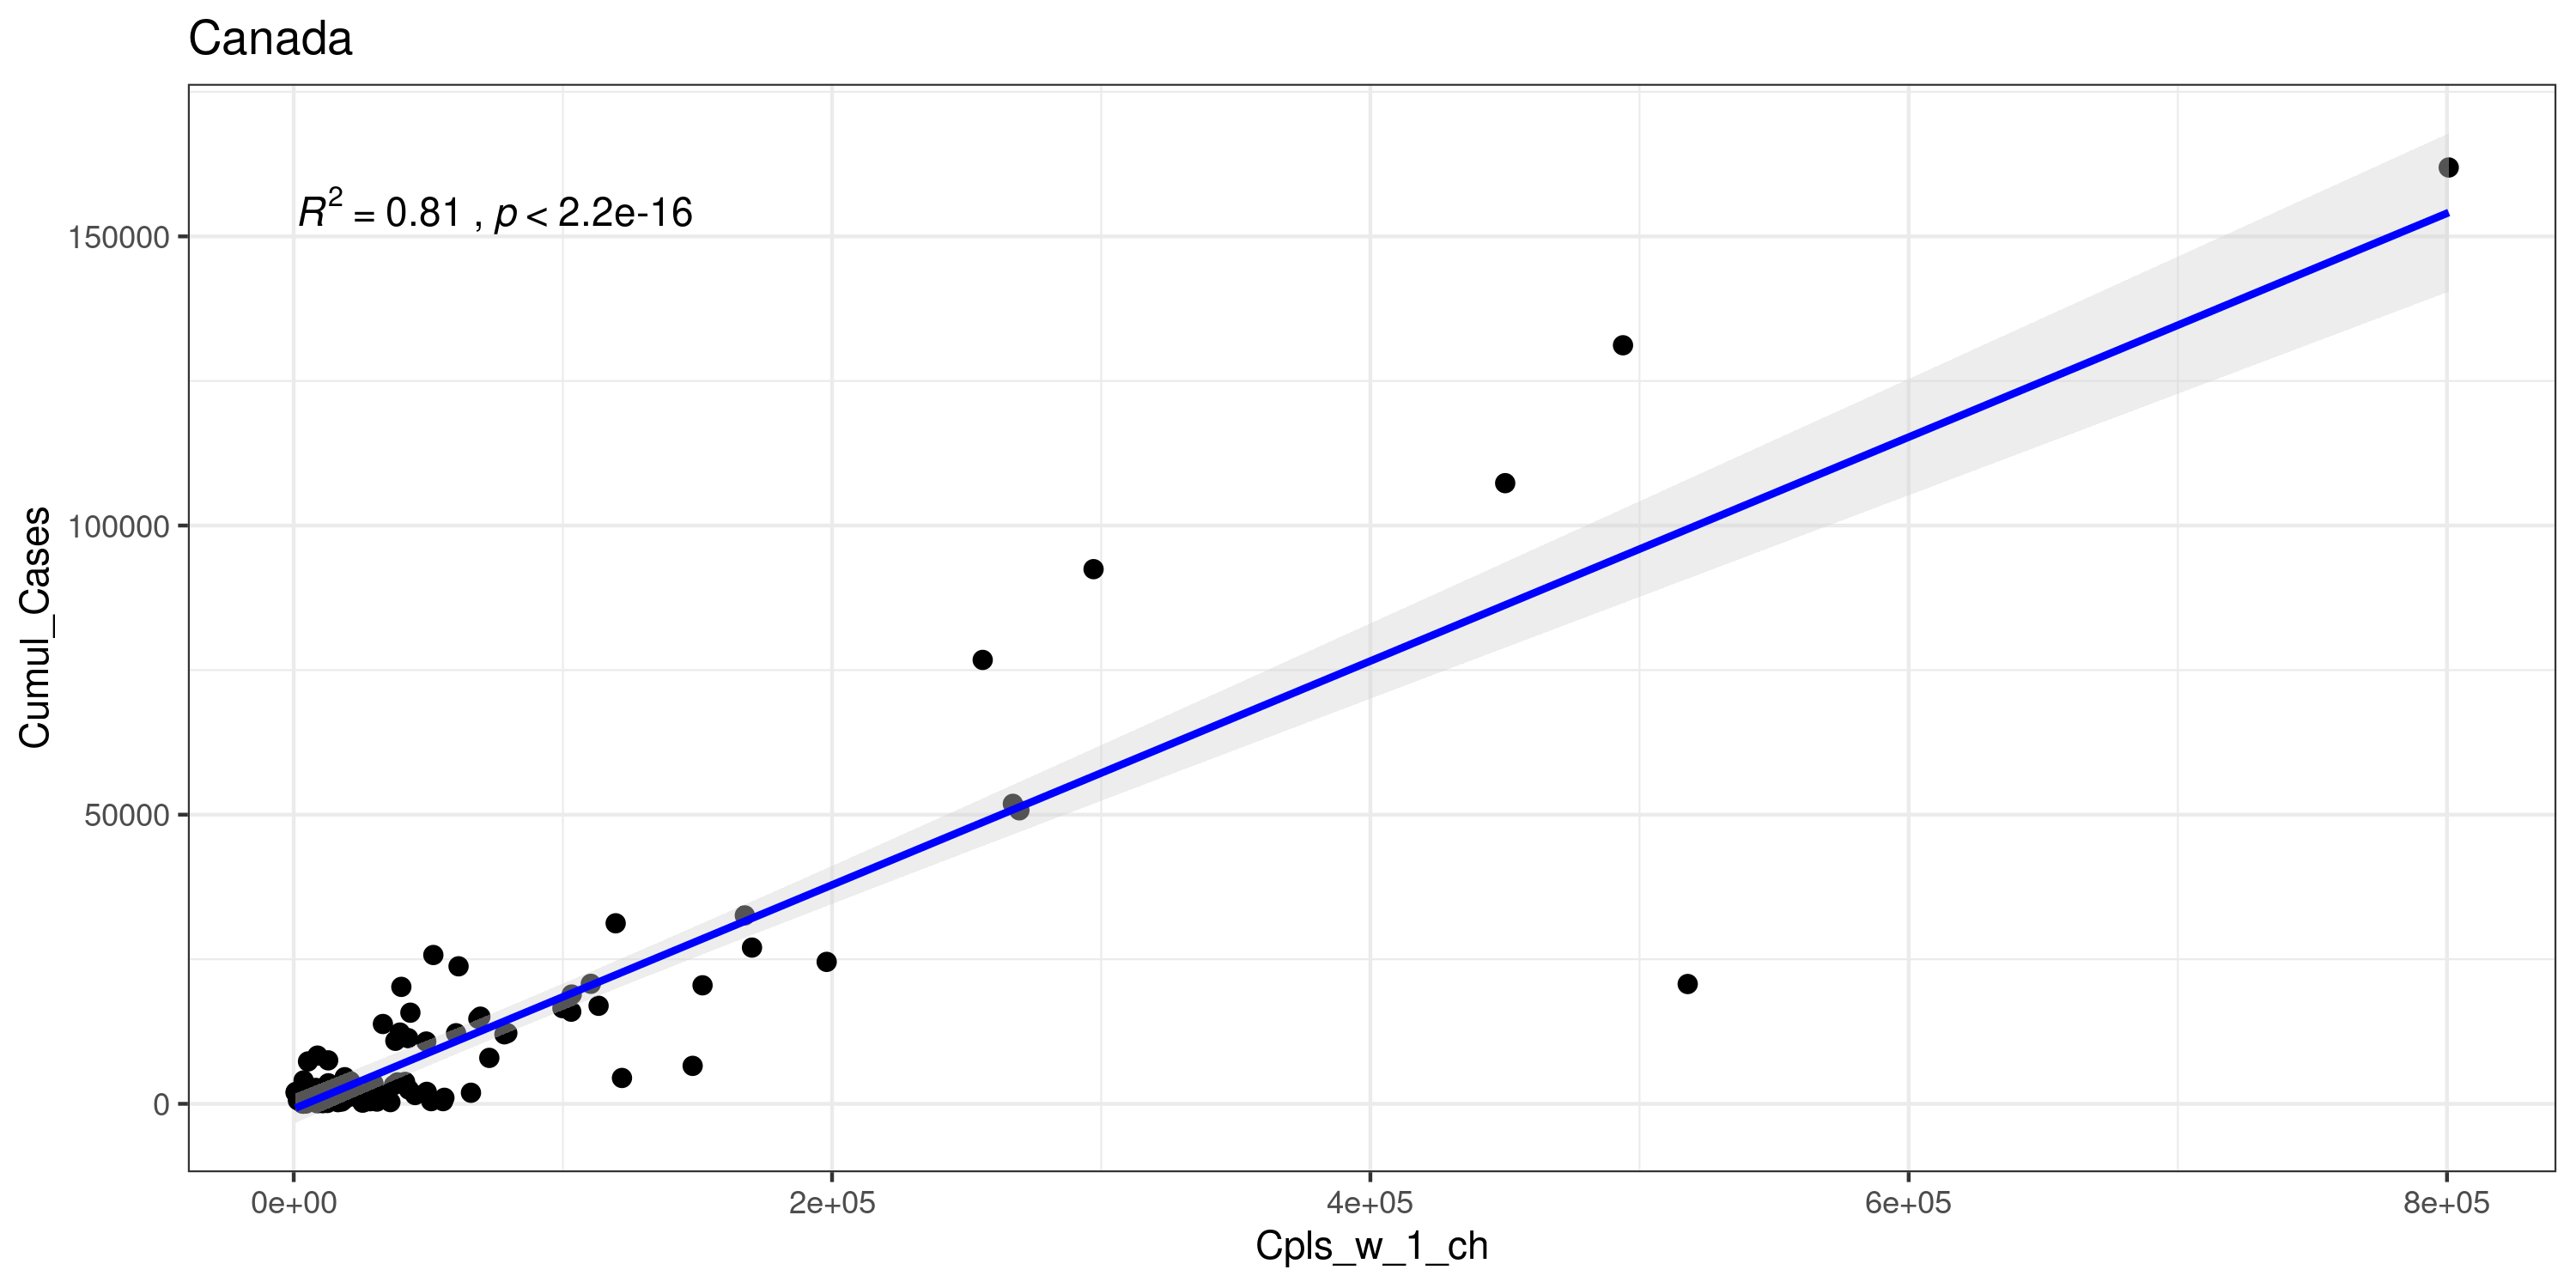 Canada
R² = 0.81 , p < 2.2e-16
150000
100000
50000
0
Cumul_Cases
0e+00 2e+05 4e+05 6e+05 8e+05
Cpls_w_1_ch